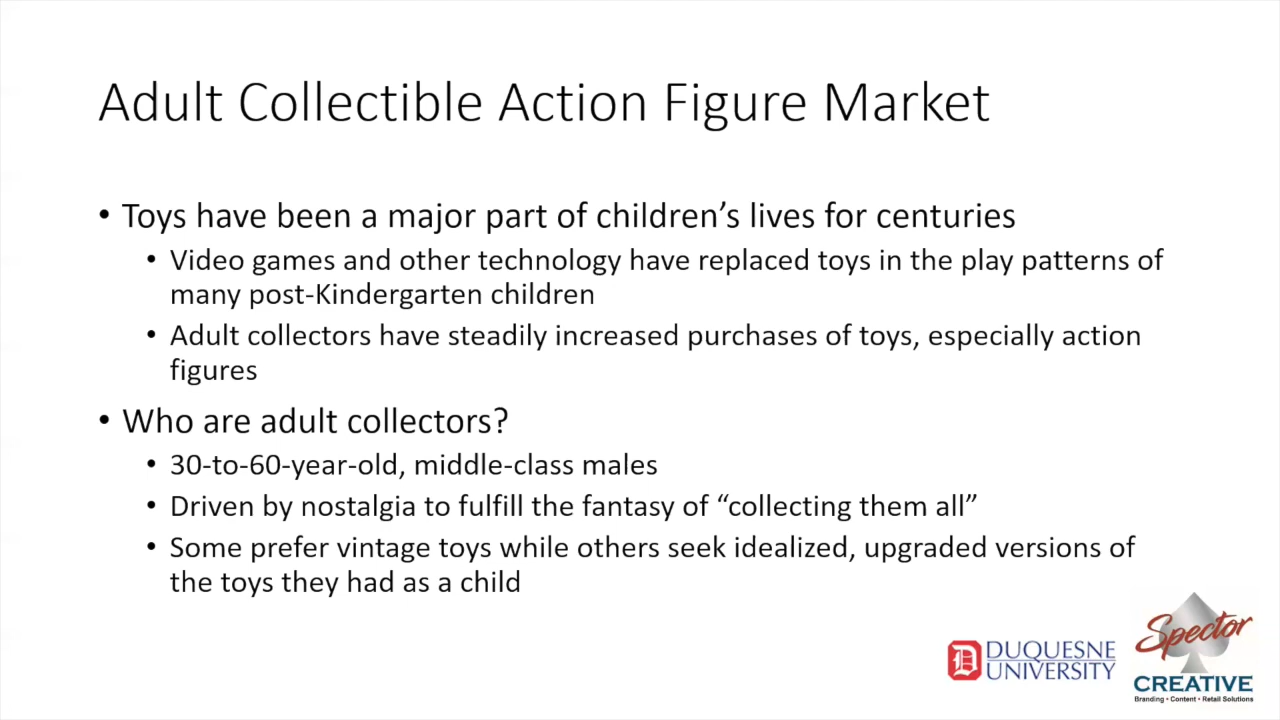 Adult Collectible Action Figure Market
• Toys have been a major part of children’s lives for centuries
• Video games and other technology have replaced toys in the play patterns of
many post-Kindergarten children
• Adult collectors have steadily increased purchases of toys, especially action
figures
• Who are adult collectors?
• 30-to-60-year-old, middle-class males
• Driven by nostalgia to fulfill the fantasy of “collecting them all”
• Some prefer vintage toys while others seek idealized, upgraded versions of
the toys they had as a child
D DUQUESNE
UNIVERSITY
Spector
CREATIVE
Branding • Content • Retail Solutions